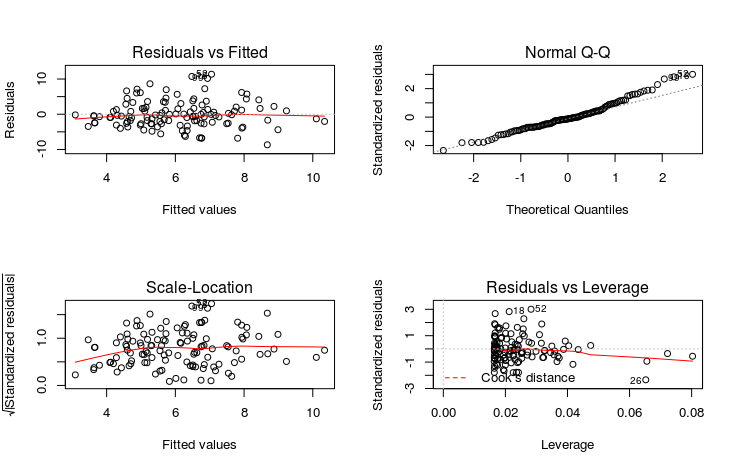 Residuals vs Fitted
Residuals
10
0
-10
4
6
8
10
Fitted values
Normal Q-Q
Standardized residuals
2
0
-2
-2
-1
0
1
2
Theoretical Quantiles
Scale-Location
√|Standardized residuals|
1.0
0.0
4
6
8
10
Fitted values
Residuals vs Leverage
Standardized residuals
3
1
-1
-3
18
52
26
Cook's distance
0.00
0.02
0.04
0.06
0.08
Leverage